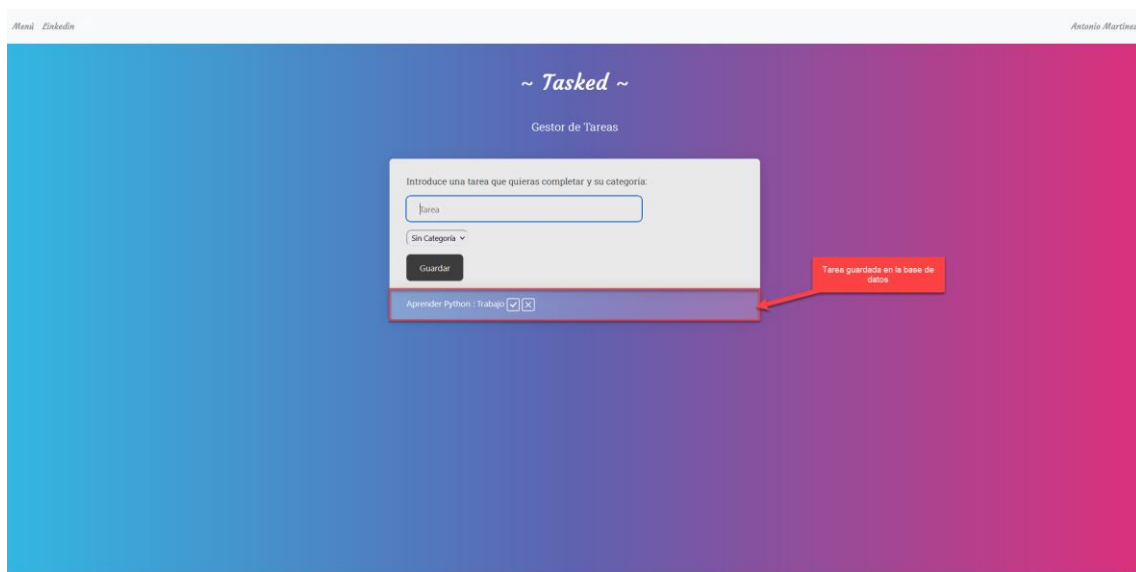 Menú Linkedin
Antonio Martínez
~ Tasked ~
Gestor de Tareas
Introduce una tarea que quieras completar y su categoría:
Tarea
Sin Categoría
Guardar
Aprender Python : Trabajo
Tarea guardada en la base de
datos